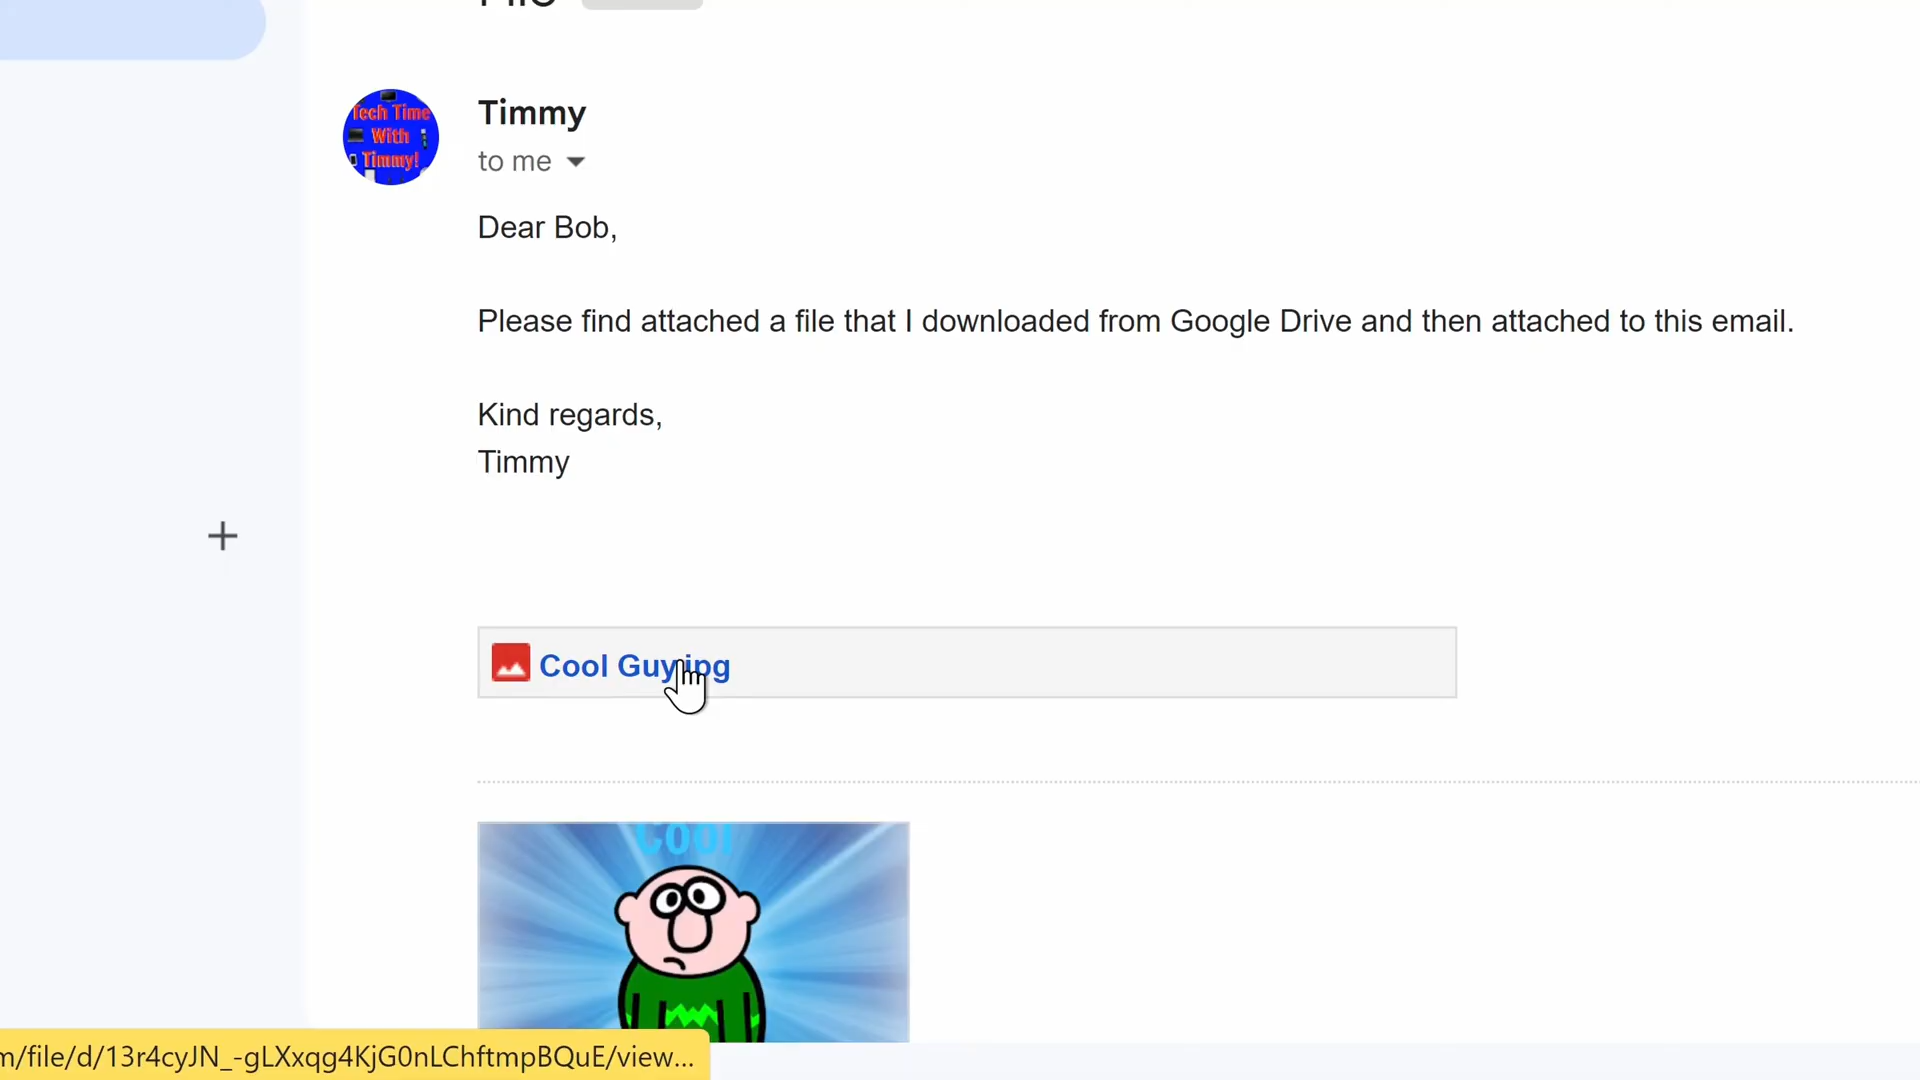 Tech Time
With
Timmy!
Timmy
to me
Dear Bob,
Please find attached a file that I downloaded from Google Drive and then attached to this email.
Kind regards,
Timmy
Cool Guy.jpg
Cool
m/file/d/13r4cyJN_-gLXxqg4KjG0nLChftmpBQuE/view...